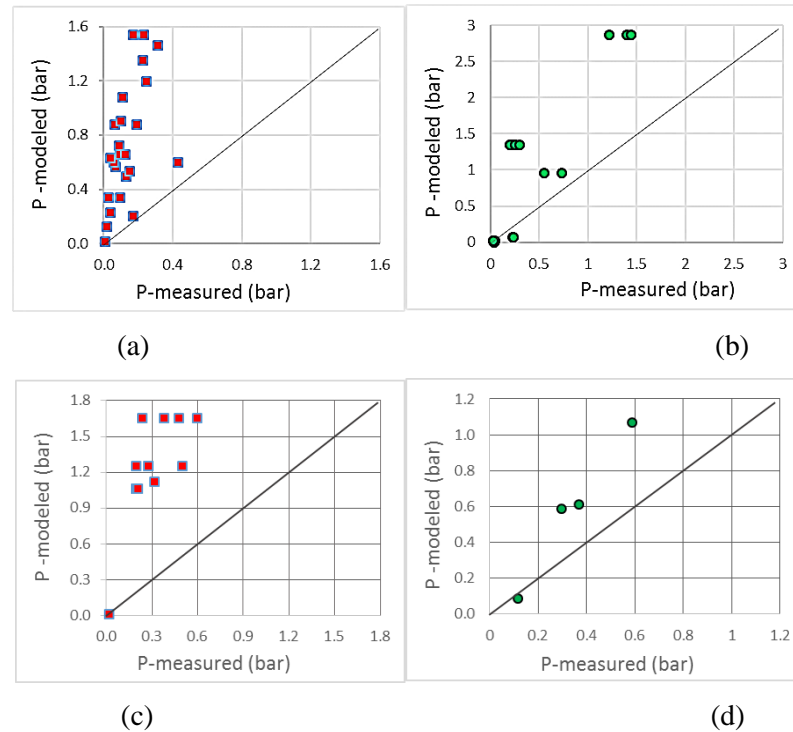 1.6
1.2
0.8
0.4
0.0
P -modeled (bar)
0.0 0.4 0.8 1.2 1.6
P-measured (bar)
(a)
3
2.5
2
1.5
1
0.5
0
P -modeled (bar)
0 0.5 1 1.5 2 2.5 3
P-measured (bar)
(b)
1.8
1.5
1.2
0.9
0.6
0.3
0.0
P -modeled (bar)
0.0 0.3 0.6 0.9 1.2 1.5 1.8
P-measured (bar)
(c)
1.2
1.0
0.8
0.6
0.4
0.2
0.0
P -modeled (bar)
0 0.2 0.4 0.6 0.8 1 1.2
P-measured (bar)
(d)